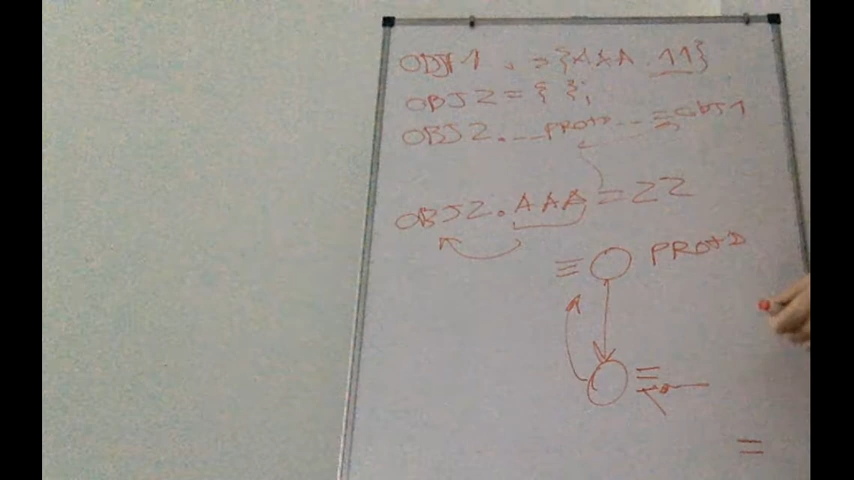 OBJ1 = {AAA 11}
OBJ2 = { };
OBJ2.__PROTO__ = OBJ1
OBJ2.AAA = 22
PROTO